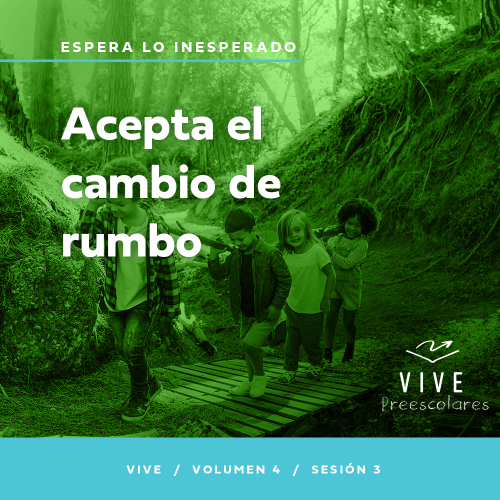 ESPERA LO INESPERADO
Acepta el
cambio de
rumbo
VIVE
Preescolares
VIVE / VOLUMEN 4 / SESIÓN 3